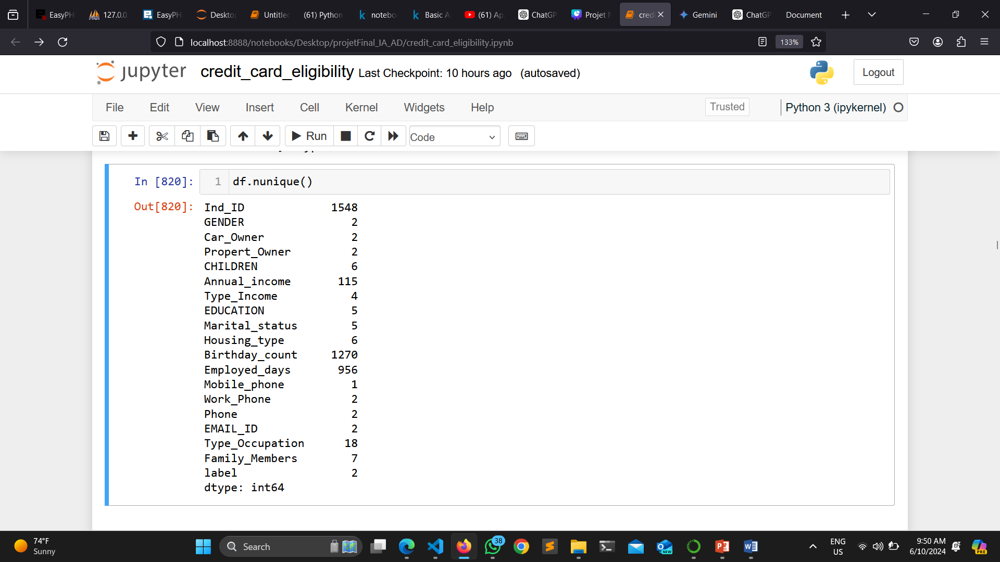 EasyPH
127.0.0.
EasyPH
Deskto
Untitled
(61) Python
notebo
Basic A
(61) Ap
ChatGP
Projet
credi
Gemini
ChatGP
Document
localhost:8888/notebooks/Desktop/projetFinal_IA_AD/credit_card_eligibility.ipynb
133%
jupyter credit_card_eligibility Last Checkpoint: 10 hours ago (autosaved)
Logout
File Edit View Insert Cell Kernel Widgets Help
Trusted
Python 3 (ipykernel)
Run
Code
In [820]: 1 df.nunique()
Out[820]: Ind_ID 1548
GENDER 2
Car_Owner 2
Propert_Owner 2
CHILDREN 6
Annual_income 115
Type_Income 4
EDUCATION 5
Marital_status 5
Housing_type 6
Birthday_count 1270
Employed_days 956
Mobile_phone 1
Work_Phone 2
Phone 2
EMAIL_ID 2
Type_Occupation 18
Family_Members 7
label 2
dtype: int64
74°F
Sunny
Search
38
NEW
ENG
US
9:50 AM
6/10/2024
PRE